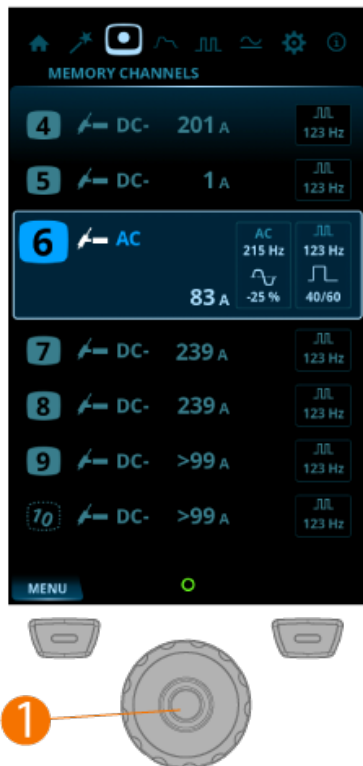 MEMORY CHANNELS
4 DC- 201 A 123 Hz
5 DC- 1 A 123 Hz
6 AC AC
215 Hz 123 Hz
83 A -25 % 40/60
7 DC- 239 A 123 Hz
8 DC- 239 A 123 Hz
9 DC- >99 A 123 Hz
10 DC- >99 A 123 Hz
MENU
1